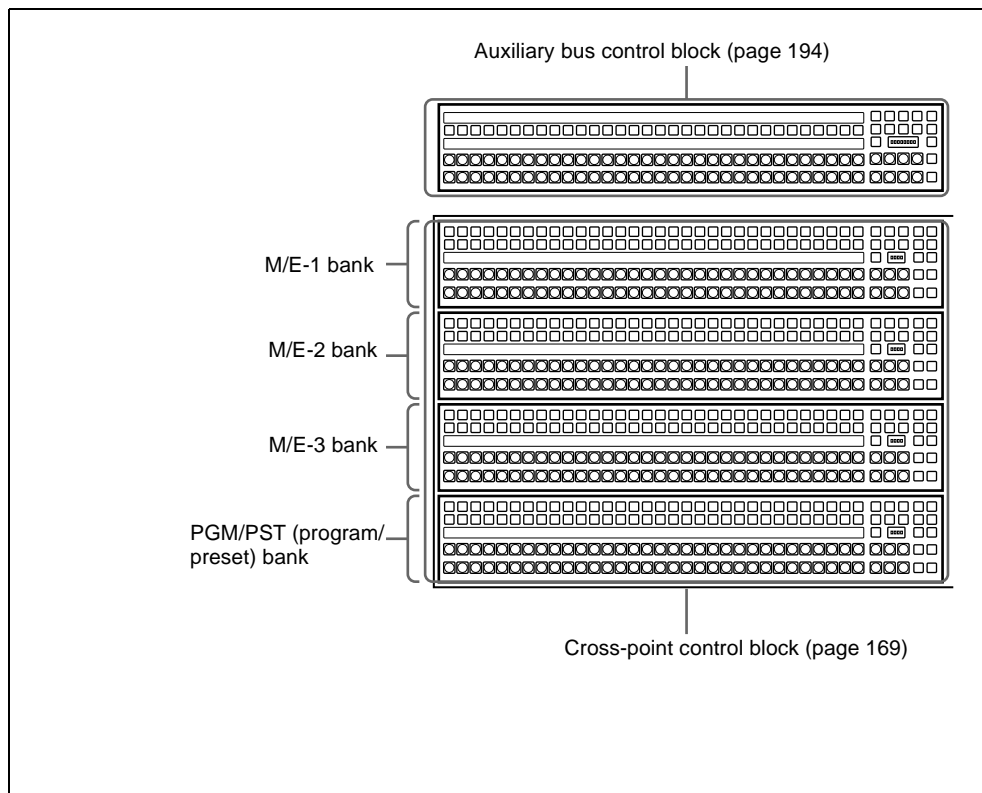 Auxiliary bus control block (page 194)
M/E-1 bank
M/E-2 bank
M/E-3 bank
PGM/PST (program/
preset) bank
Cross-point control block (page 169)